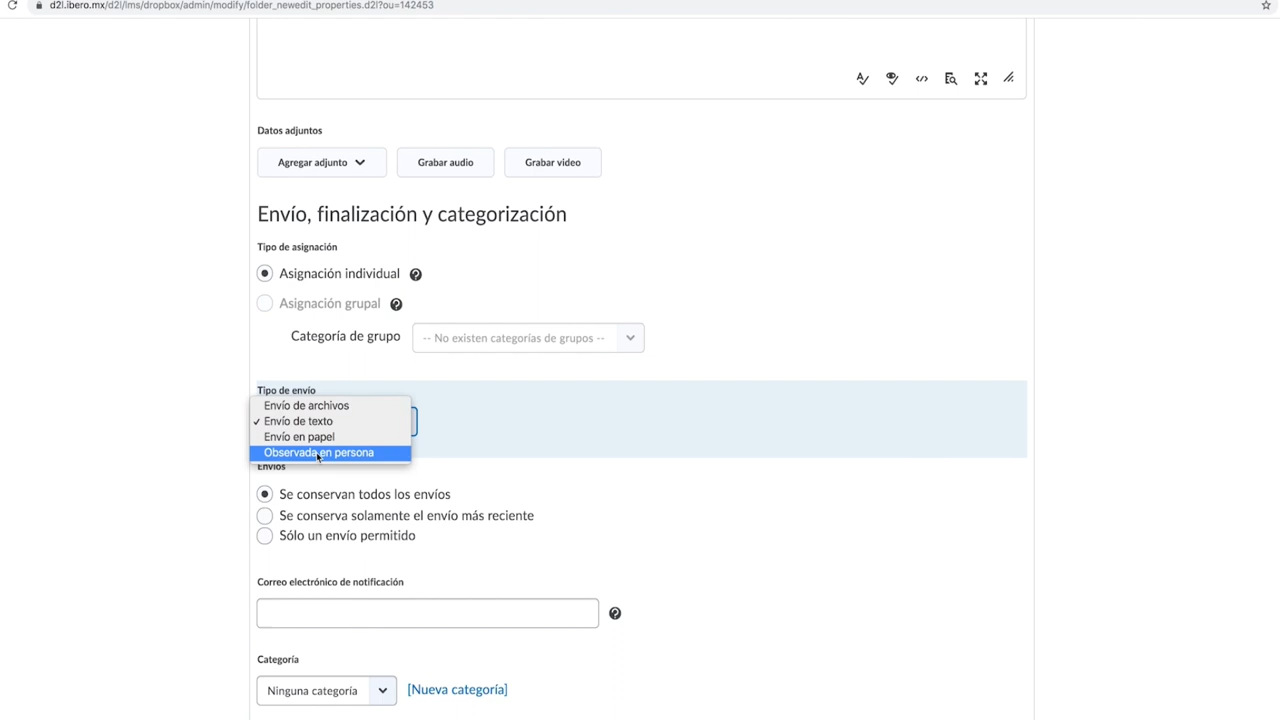 d2l.ibero.mx/d2l/lms/dropbox/admin/modify/folder_newedit_properties.d2l?ou=142453
Datos adjuntos
Agregar adjunto Grabar audio Grabar video
Envío, finalización y categorización
Tipo de asignación
Asignación individual
Asignación grupal
Categoría de grupo -- No existen categorías de grupos --
Tipo de envío
Envío de archivos
✓ Envío de texto
Envío en papel
Observada en persona
Envíos
Se conservan todos los envíos
Se conserva solamente el envío más reciente
Sólo un envío permitido
Correo electrónico de notificación
Categoría
Ninguna categoría [Nueva categoría]